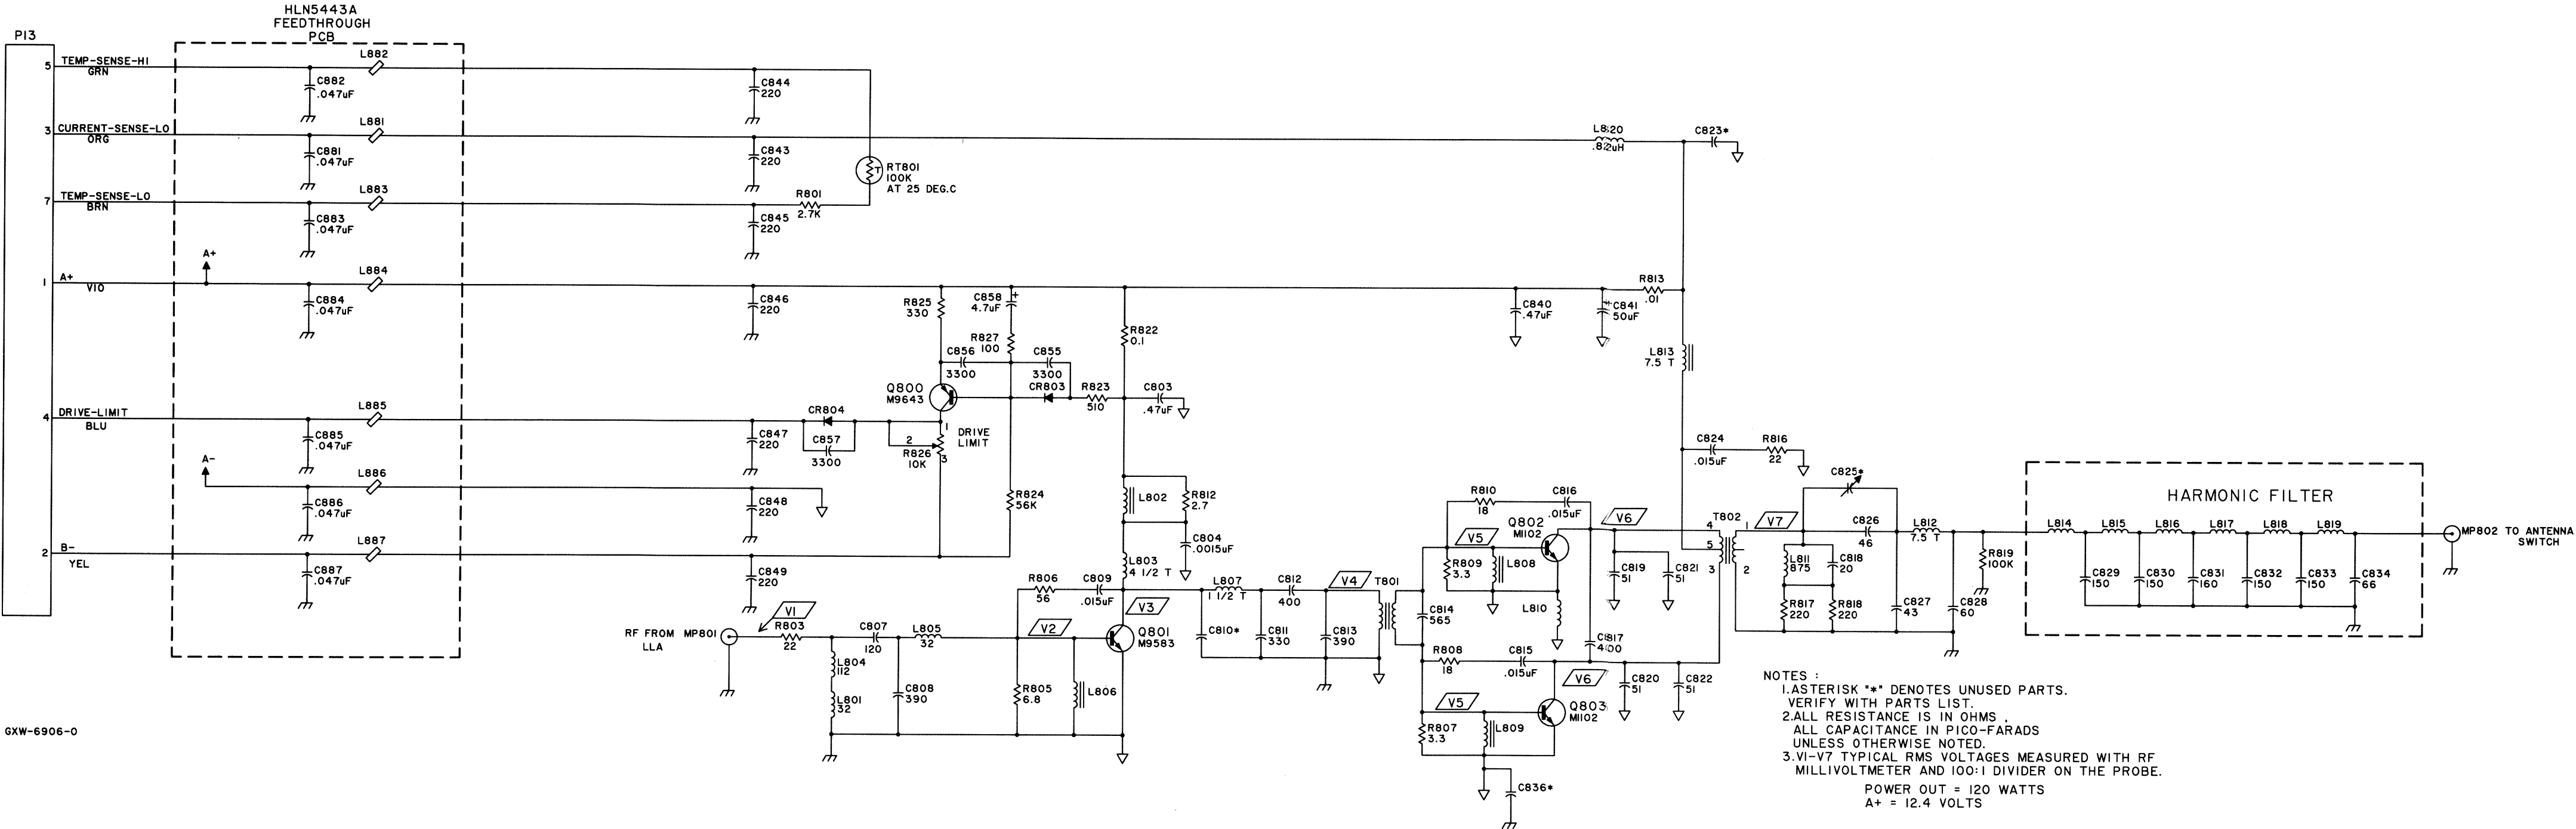 HLN5443A
FEEDTHROUGH
PCB
P13
5 TEMP-SENSE-HI
GRN
L882
C882
.047uF
C844
220
3 CURRENT-SENSE-LO
ORG
L881
C881
.047uF
C843
220
RT801
100K
AT 25 DEG.C
T
L820
.82uH
C823*
7 TEMP-SENSE-LO
BRN
L883
C883
.047uF
R801
2.7K
C845
220
A+
1 A+
VIO
L884
C884
.047uF
C846
220
R825
330
C858
4.7uF
+
R827
100
R822
0.1
C840
.47uF
+
C841
50uF
R813
.01
L813
7.5 T
C856
3300
C855
3300
Q800
M9643
CR803
R823
510
C803
.47uF
4 DRIVE-LIMIT
BLU
L885
C885
.047uF
C847
220
CR804
C857
3300
1
2
3
R826
10K
DRIVE
LIMIT
A-
L886
C886
.047uF
C848
220
R824
56K
L802
R812
2.7
C804
.0015uF
L803
4 1/2 T
2 B-
YEL
L887
C887
.047uF
C849
220
V1
RF FROM MP801
LLA
R803
22
C807
120
L805
32
L804
112
L801
32
C808
390
R806
56
C809
.015uF
V2
V3
Q801
M9583
R805
6.8
L806
L807
1 1/2 T
C812
400
C810*
C811
330
C813
390
V4
T801
C814
565
R810
18
C816
.015uF
V5
Q802
M1102
R809
3.3
L808
L810
V6
C819
51
C821
51
C817
400
R808
18
C815
.015uF
V5
V6
Q803
M1102
R807
3.3
L809
C820
51
C822
51
C836*
C824
.015uF
R816
22
T802
4
5
3
1
2
V7
C825*
C826
46
L811
875
C818
20
R817
220
R818
220
C827
43
L812
7.5 T
C828
60
R819
100K
HARMONIC FILTER
L814 L815 L816 L817 L818 L819
C829
150
C830
150
C831
160
C832
150
C833
150
C834
66
MP802 TO ANTENNA
SWITCH
NOTES :
1.ASTERISK "*" DENOTES UNUSED PARTS.
VERIFY WITH PARTS LIST.
2.ALL RESISTANCE IS IN OHMS ,
ALL CAPACITANCE IN PICO-FARADS
UNLESS OTHERWISE NOTED.
3.V1-V7 TYPICAL RMS VOLTAGES MEASURED WITH RF
MILLIVOLTMETER AND 100:1 DIVIDER ON THE PROBE.
POWER OUT = 120 WATTS
A+ = 12.4 VOLTS
GXW-6906-0